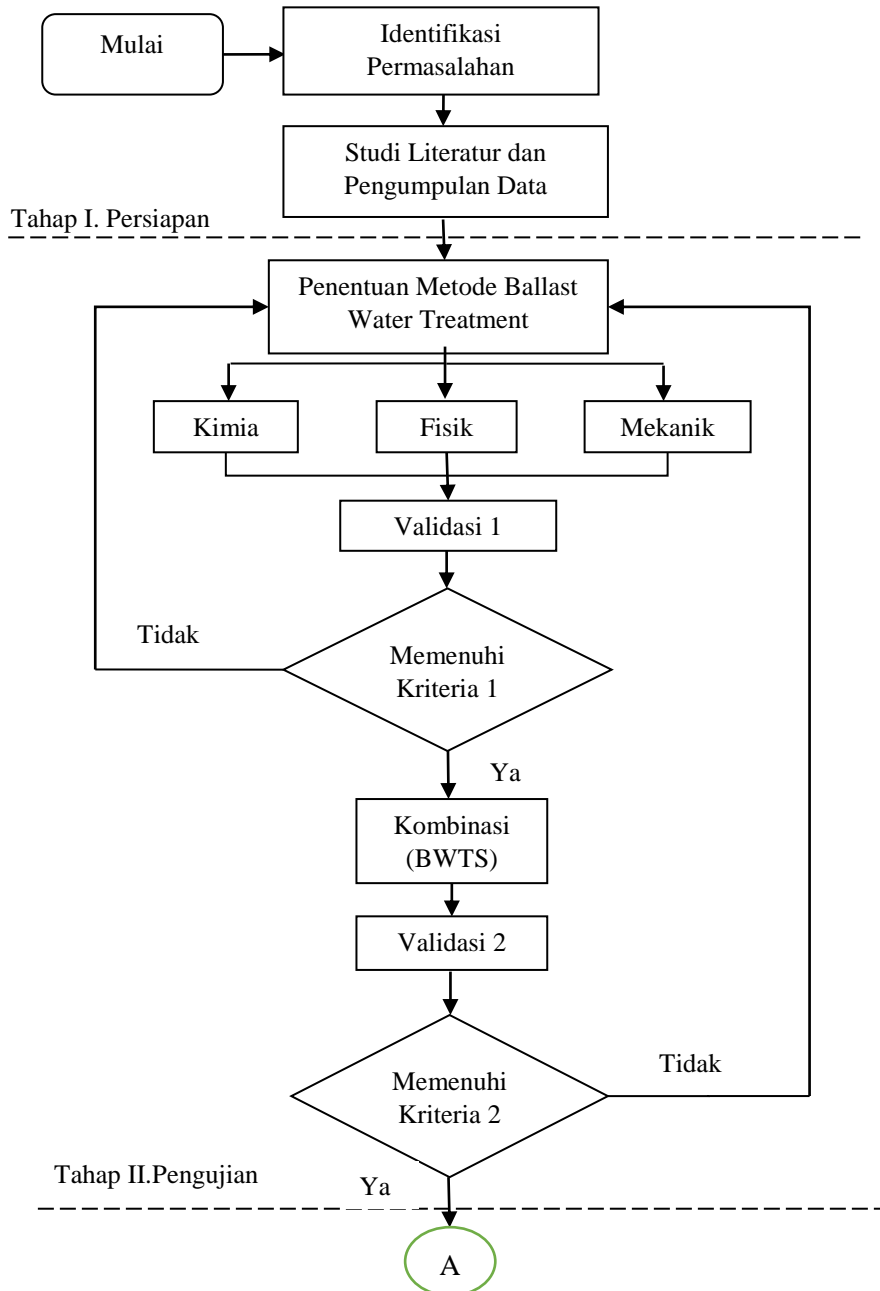 Mulai
Identifikasi
Permasalahan
Studi Literatur dan
Pengumpulan Data
Tahap I. Persiapan
Penentuan Metode Ballast
Water Treatment
Kimia
Fisik
Mekanik
Validasi 1
Tidak
Memenuhi
Kriteria 1
Ya
Kombinasi
(BWTS)
Validasi 2
Tidak
Memenuhi
Kriteria 2
Tahap II.Pengujian
Ya
A